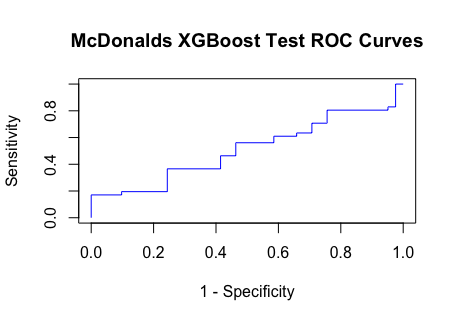 McDonalds XGBoost Test ROC Curves
Sensitivity
0.8
0.4
0.0
0.0 0.2 0.4 0.6 0.8 1.0
1 - Specificity